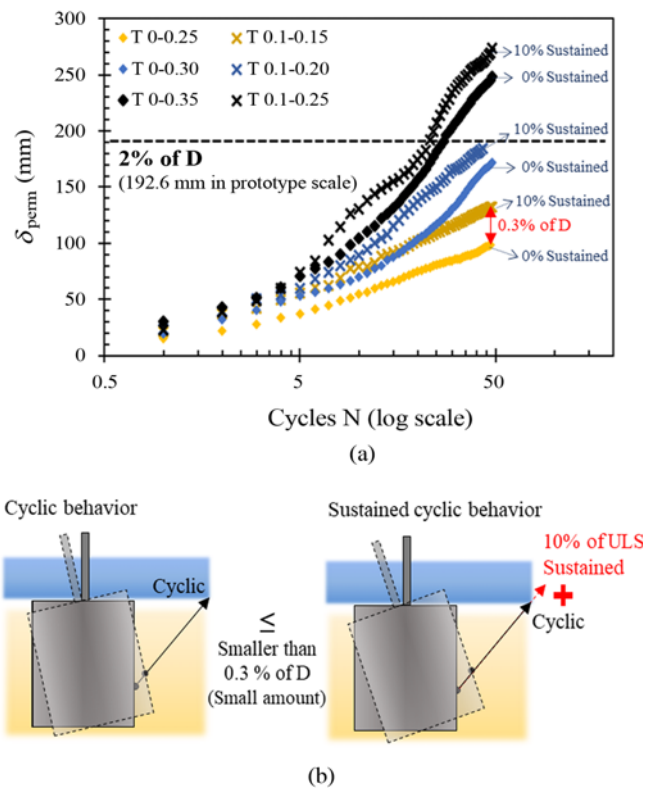 (a)
300
250
200
150
100
50
0
δperm (mm)
T 0-0.25
T 0.1-0.15
T 0-0.30
T 0.1-0.20
T 0-0.35
T 0.1-0.25
10% Sustained
0% Sustained
2% of D
(192.6 mm in prototype scale)
10% Sustained
0% Sustained
10% Sustained
0.3% of D
0% Sustained
0.5
5
50
Cycles N (log scale)
(a)
Cyclic behavior
Sustained cyclic behavior
10% of ULS
Sustained
Cyclic
+
Cyclic
≤
Smaller than
0.3 % of D
(Small amount)
(b)